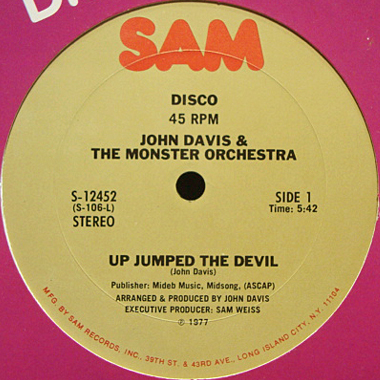 SAM
DISCO
45 RPM
JOHN DAVIS &
THE MONSTER ORCHESTRA
S-12452
(S-106-L)
STEREO
SIDE 1
Time: 5:42
UP JUMPED THE DEVIL
(John Davis)
Publisher: Mideb Music, Midsong, (ASCAP)
ARRANGED & PRODUCED BY JOHN DAVIS
EXECUTIVE PRODUCER: SAM WEISS
℗ 1977
MFG. BY SAM RECORDS, INC., 39TH ST. & 43RD AVE., LONG ISLAND CITY, N.Y. 11104